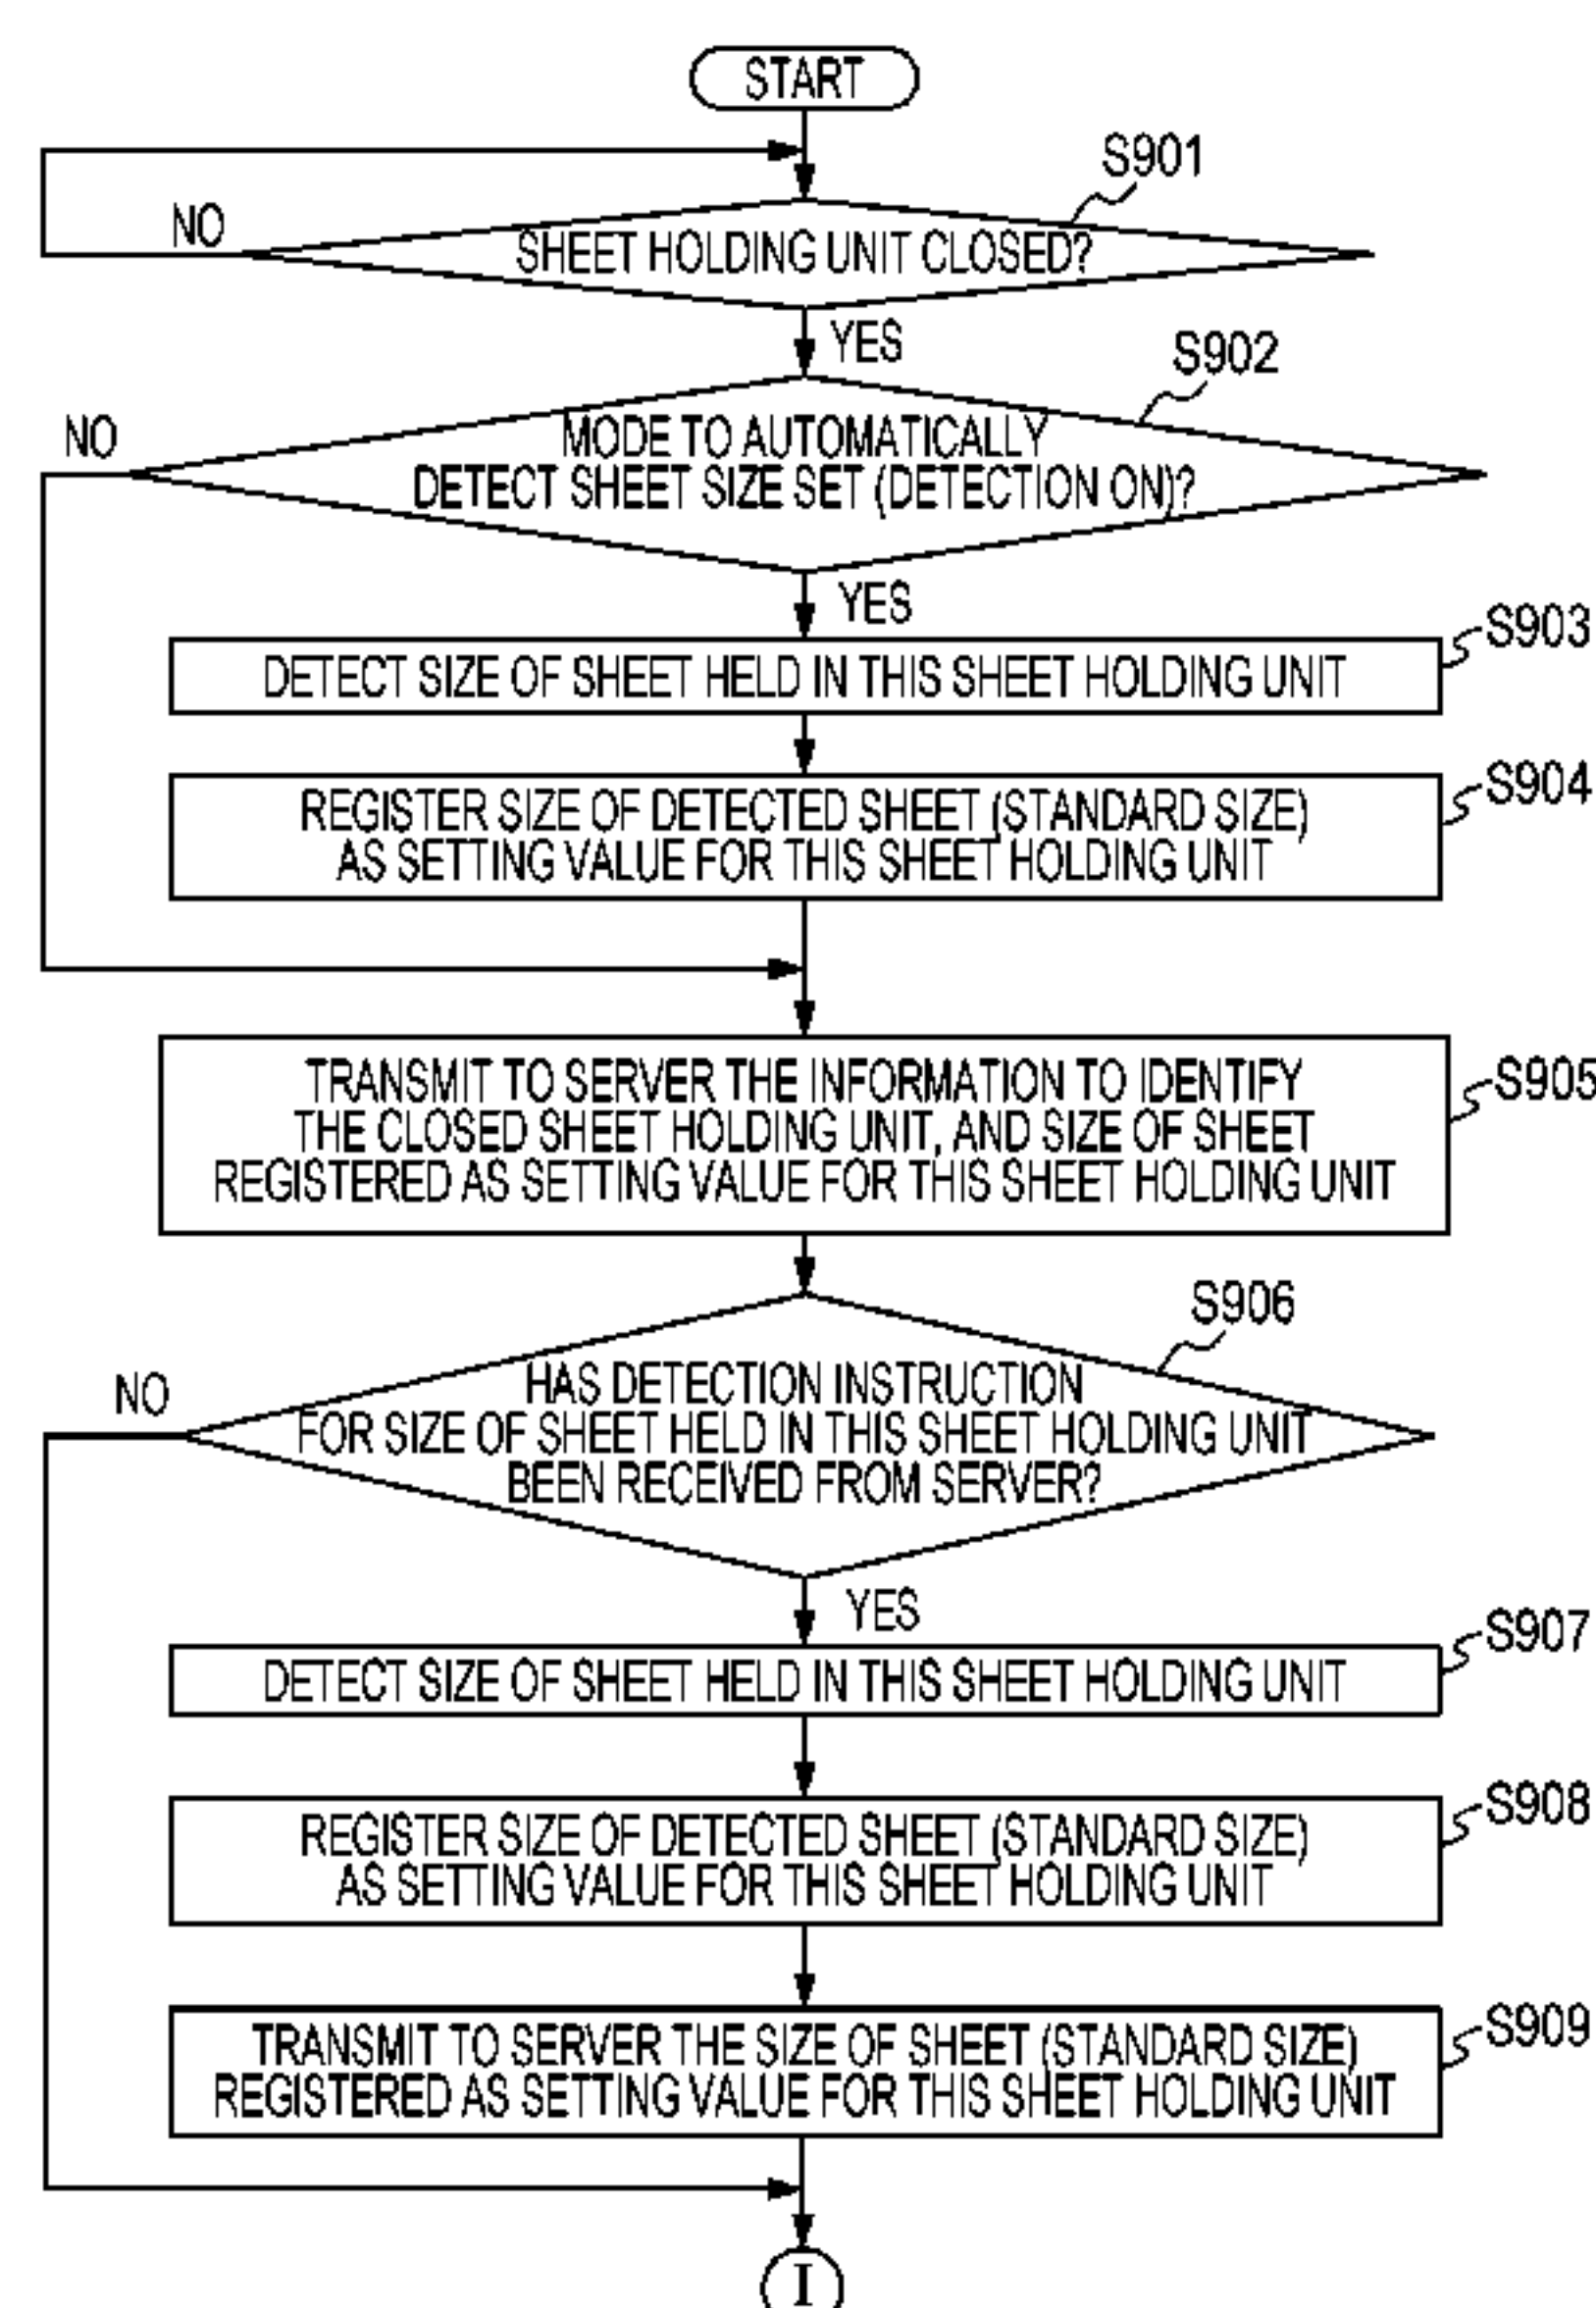 START
S901
NO
SHEET HOLDING UNIT CLOSED?
YES
S902
NO
MODE TO AUTOMATICALLY
DETECT SHEET SIZE SET (DETECTION ON)?
YES
S903
DETECT SIZE OF SHEET HELD IN THIS SHEET HOLDING UNIT
S904
REGISTER SIZE OF DETECTED SHEET (STANDARD SIZE)
AS SETTING VALUE FOR THIS SHEET HOLDING UNIT
TRANSMIT TO SERVER THE INFORMATION TO IDENTIFY
S905
THE CLOSED SHEET HOLDING UNIT, AND SIZE OF SHEET
REGISTERED AS SETTING VALUE FOR THIS SHEET HOLDING UNIT
S906
NO
HAS DETECTION INSTRUCTION
FOR SIZE OF SHEET HELD IN THIS SHEET HOLDING UNIT
BEEN RECEIVED FROM SERVER?
YES
S907
DETECT SIZE OF SHEET HELD IN THIS SHEET HOLDING UNIT
S908
REGISTER SIZE OF DETECTED SHEET (STANDARD SIZE)
AS SETTING VALUE FOR THIS SHEET HOLDING UNIT
S909
TRANSMIT TO SERVER THE SIZE OF SHEET (STANDARD SIZE)
REGISTERED AS SETTING VALUE FOR THIS SHEET HOLDING UNIT
I